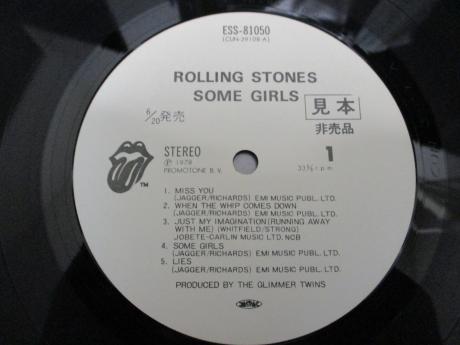 ESS-81050
(CUN-39108-A)
ROLLING STONES
SOME GIRLS
見本
非売品
6/20発売
STEREO
℗ 1978
PROMOTONE B.V.
1
33⅓ r.p.m.
TM
1. MISS YOU
(JAGGER/RICHARDS) EMI MUSIC PUBL. LTD.
2. WHEN THE WHIP COMES DOWN
(JAGGER/RICHARDS) EMI MUSIC PUBL. LTD.
3. JUST MY IMAGINATION (RUNNING AWAY
WITH ME) (WHITFIELD/STRONG)
JOBETE-CARLIN MUSIC LTD. NCB
4. SOME GIRLS
(JAGGER/RICHARDS) EMI MUSIC PUBL. LTD.
5. LIES
(JAGGER/RICHARDS) EMI MUSIC PUBL. LTD.
PRODUCED BY THE GLIMMER TWINS